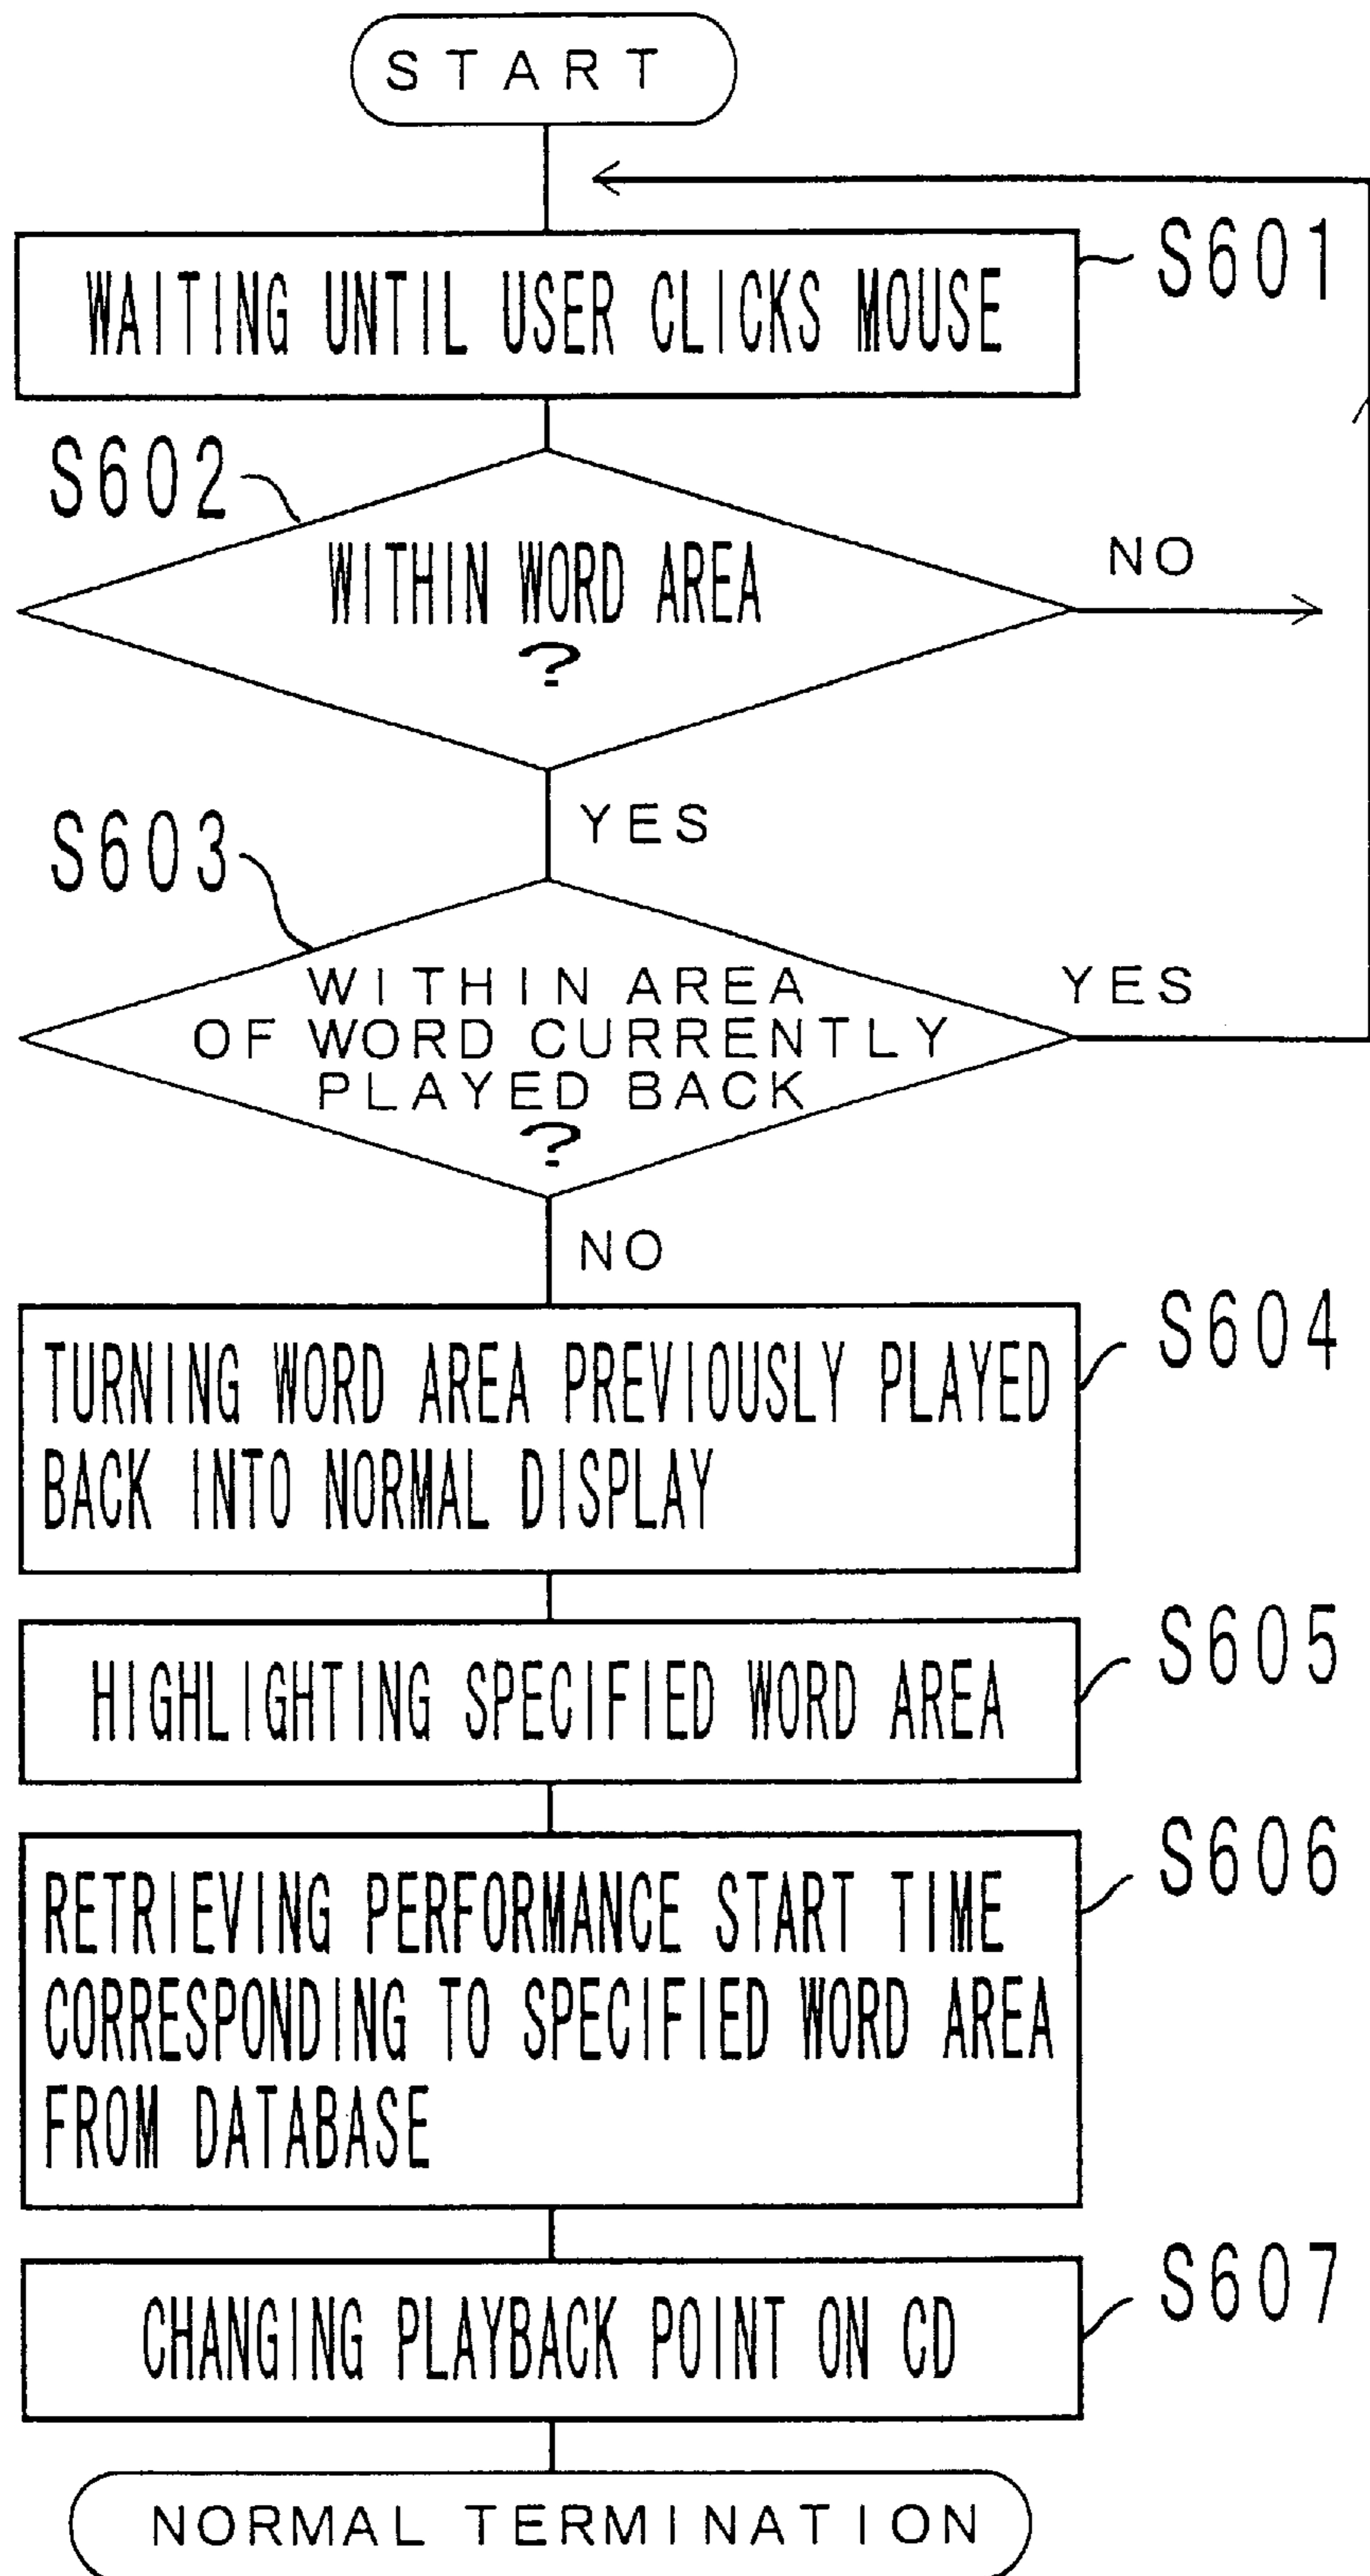 START
S601
WAITING UNTIL USER CLICKS MOUSE
S602
WITHIN WORD AREA
?
NO
YES
S603
WITHIN AREA
OF WORD CURRENTLY
PLAYED BACK
?
YES
NO
S604
TURNING WORD AREA PREVIOUSLY PLAYED
BACK INTO NORMAL DISPLAY
S605
HIGHLIGHTING SPECIFIED WORD AREA
S606
RETRIEVING PERFORMANCE START TIME
CORRESPONDING TO SPECIFIED WORD AREA
FROM DATABASE
S607
CHANGING PLAYBACK POINT ON CD
NORMAL TERMINATION